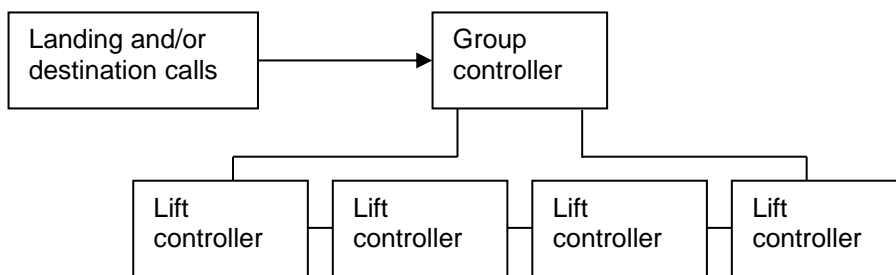 Landing and/or
destination calls
Group
controller
Lift
controller
Lift
controller
Lift
controller
Lift
controller